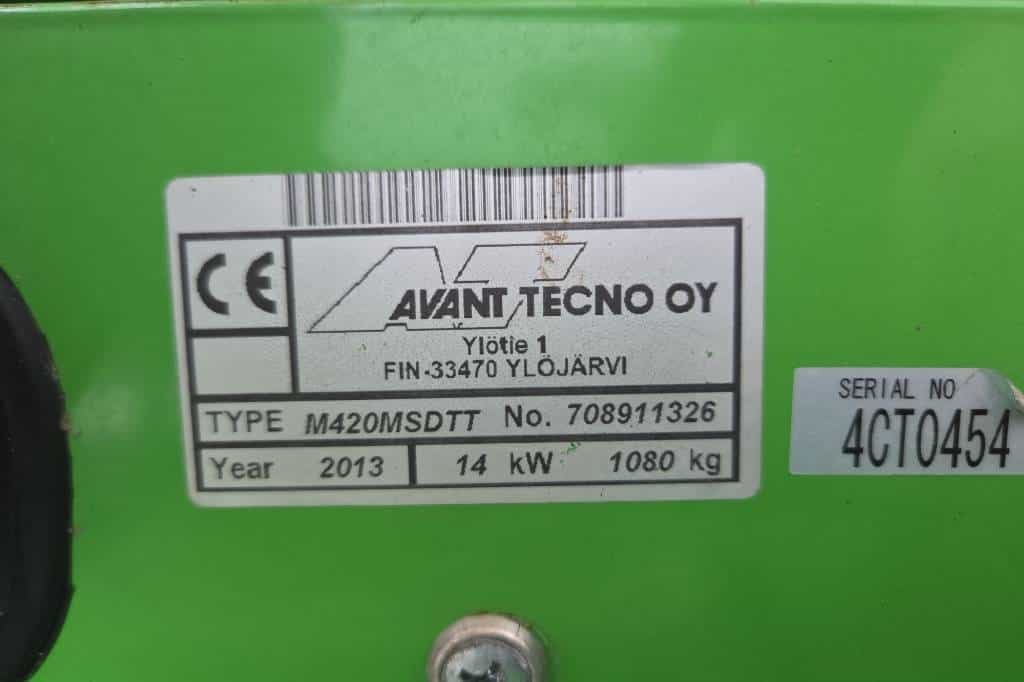 CE
AVANT TECNO OY
Ylötie 1
FIN-33470 YLÖJÄRVI
TYPE M420MSDTT No. 708911326
Year 2013 14 kW 1080 kg
SERIAL NO
4CT0454